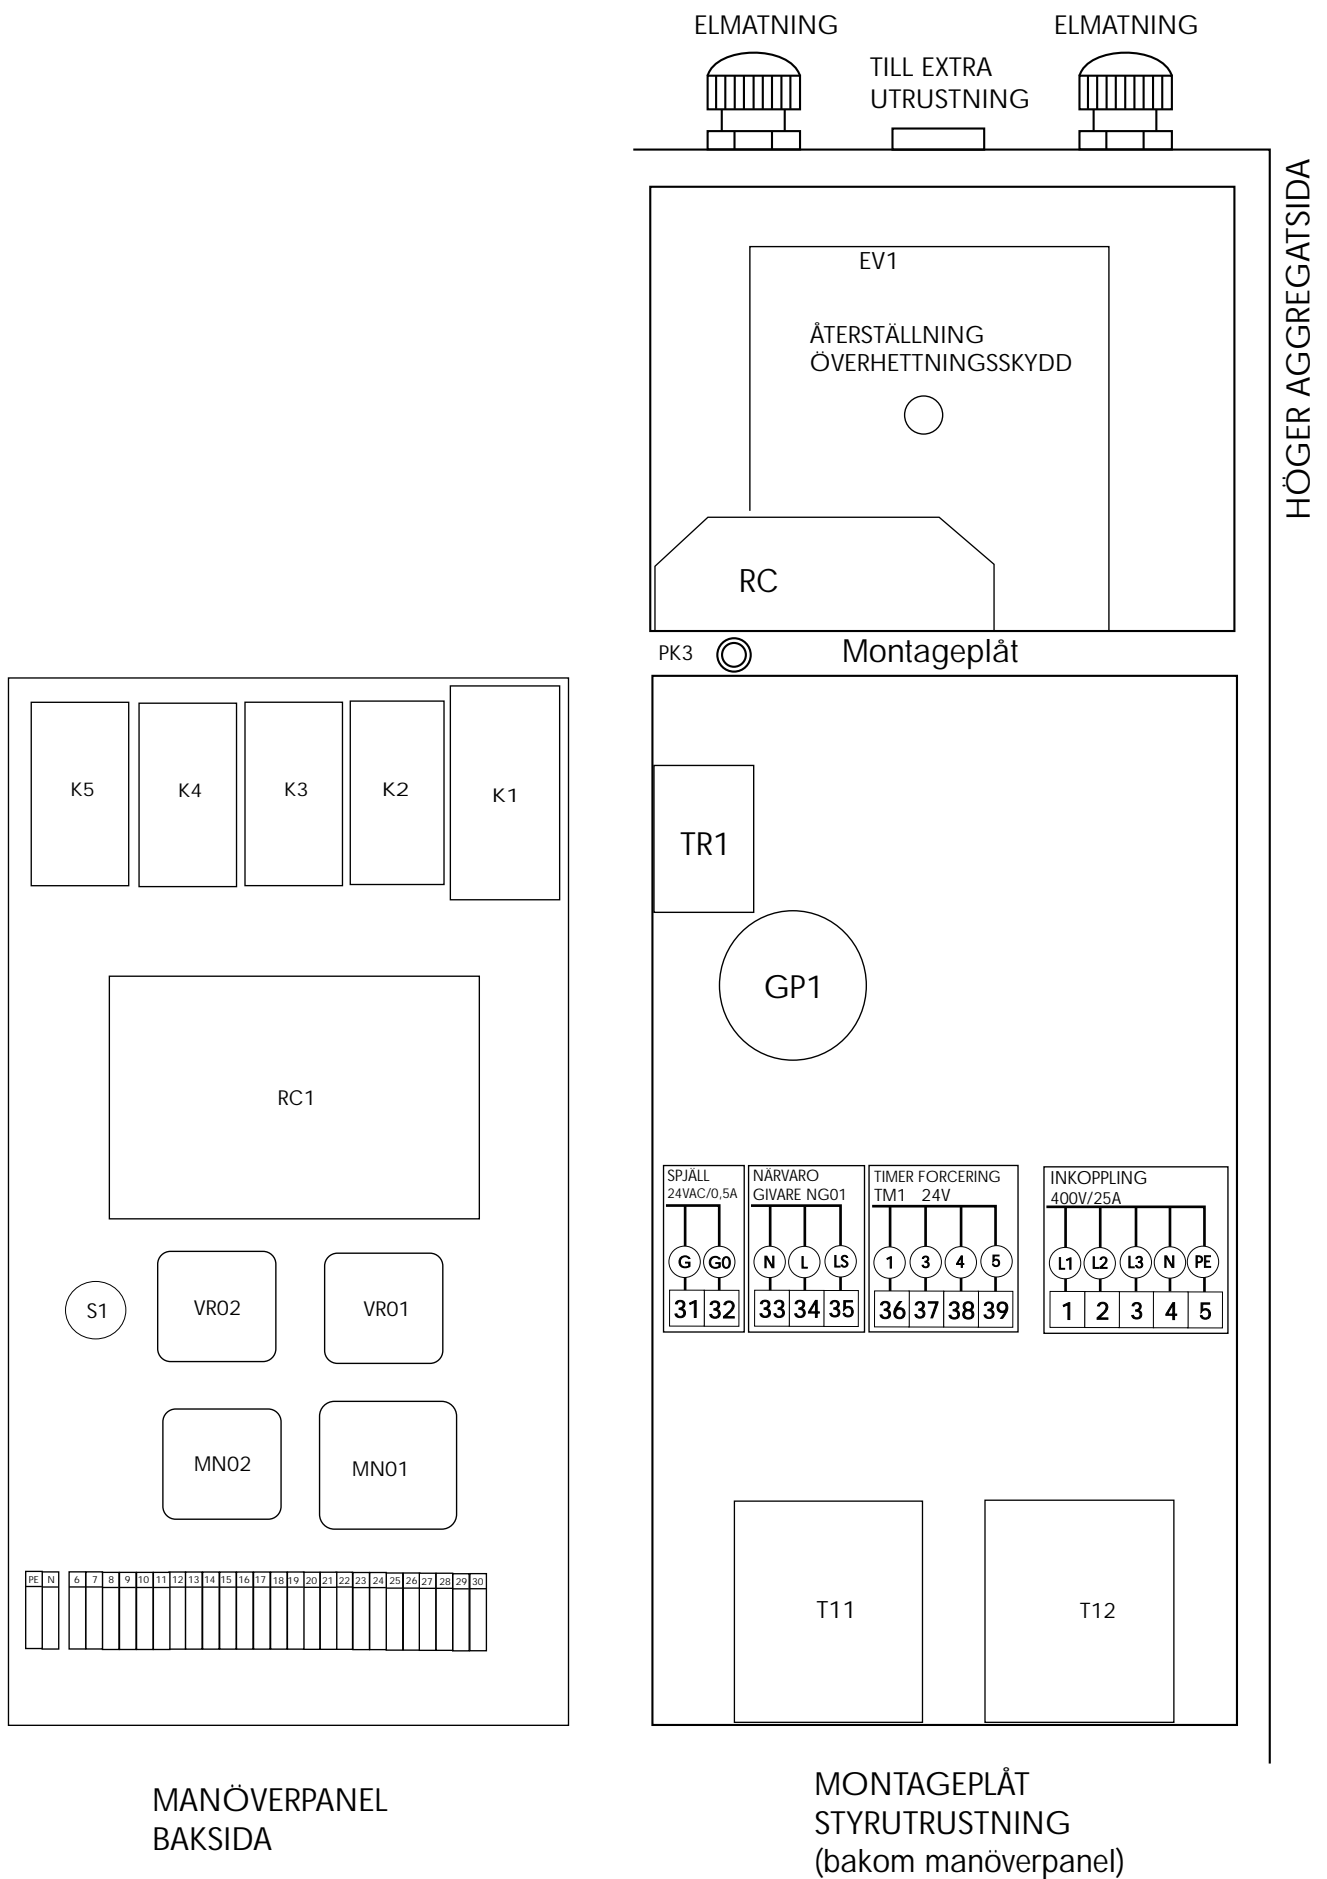 ELMATNING
ELMATNING
TILL EXTRA
UTRUSTNING
HÖGER AGGREGATSIDA
EV1
ÅTERSTÄLLNING
ÖVERHETTNINGSSKYDD
RC
PK3
Montageplåt
K5
K4
K3
K2
K1
TR1
GP1
RC1
SPJÄLL
24VAC/0,5A
G G0
31 32
NÄRVARO
GIVARE NG01
N L LS
33 34 35
TIMER FORCERING
TM1 24V
1 3 4 5
36 37 38 39
INKOPPLING
400V/25A
L1 L2 L3 N PE
1 2 3 4 5
S1
VR02
VR01
MN02
MN01
PE N 6 7 8 9 10 11 12 13 14 15 16 17 18 19 20 21 22 23 24 25 26 27 28 29 30
T11
T12
MANÖVERPANEL
BAKSIDA
MONTAGEPLÅT
STYRUTRUSTNING
(bakom manöverpanel)